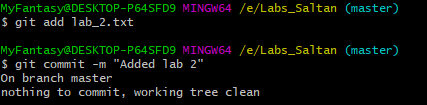 MyFantasy@DESKTOP-P64SFD9 MINGW64 /e/Labs_Saltan (master)
$ git add lab_2.txt
MyFantasy@DESKTOP-P64SFD9 MINGW64 /e/Labs_Saltan (master)
$ git commit -m "Added lab 2"
On branch master
nothing to commit, working tree clean